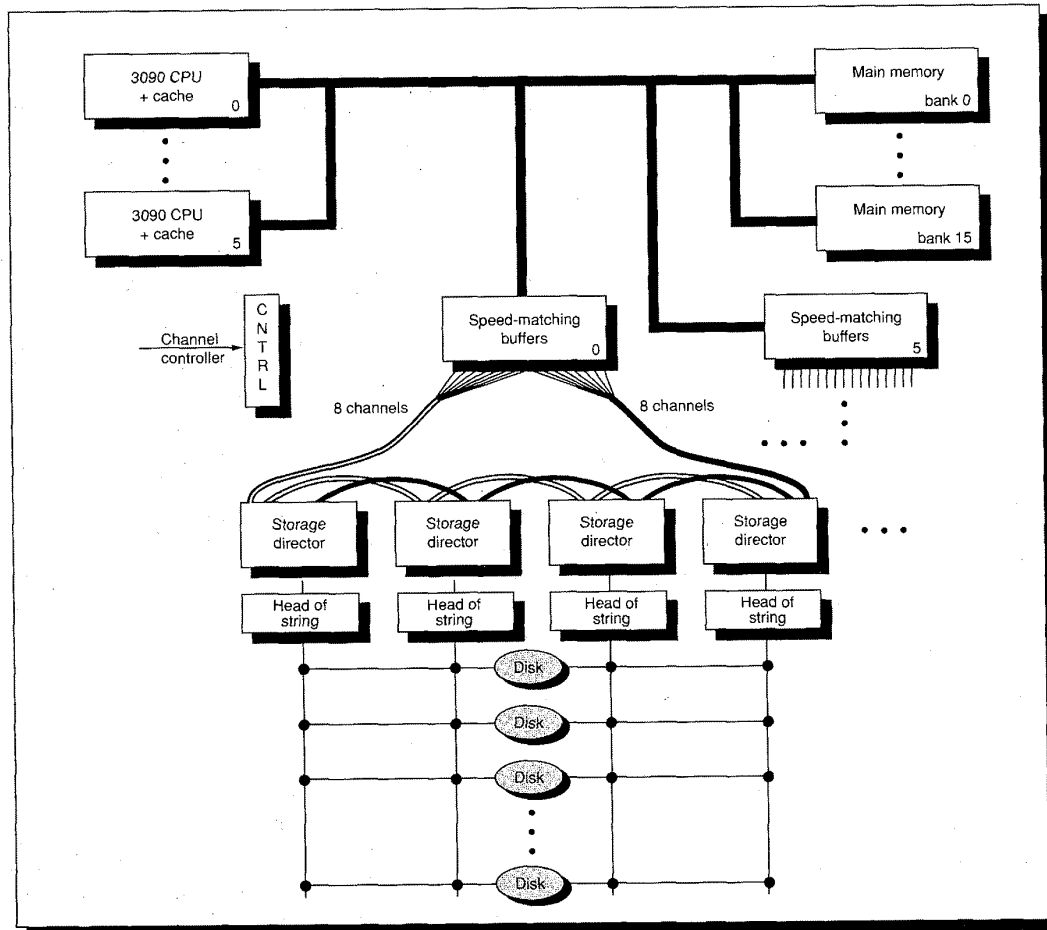 3090 CPU
+ cache
0
Main memory
bank 0
3090 CPU
+ cache
5
Main memory
bank 15
C
N
T
R
L
Channel
controller
Speed-matching
buffers
0
Speed-matching
buffers
5
8 channels
8 channels
Storage
director
Storage
director
Storage
director
Storage
director
Head of
string
Head of
string
Head of
string
Head of
string
Disk
Disk
Disk
Disk